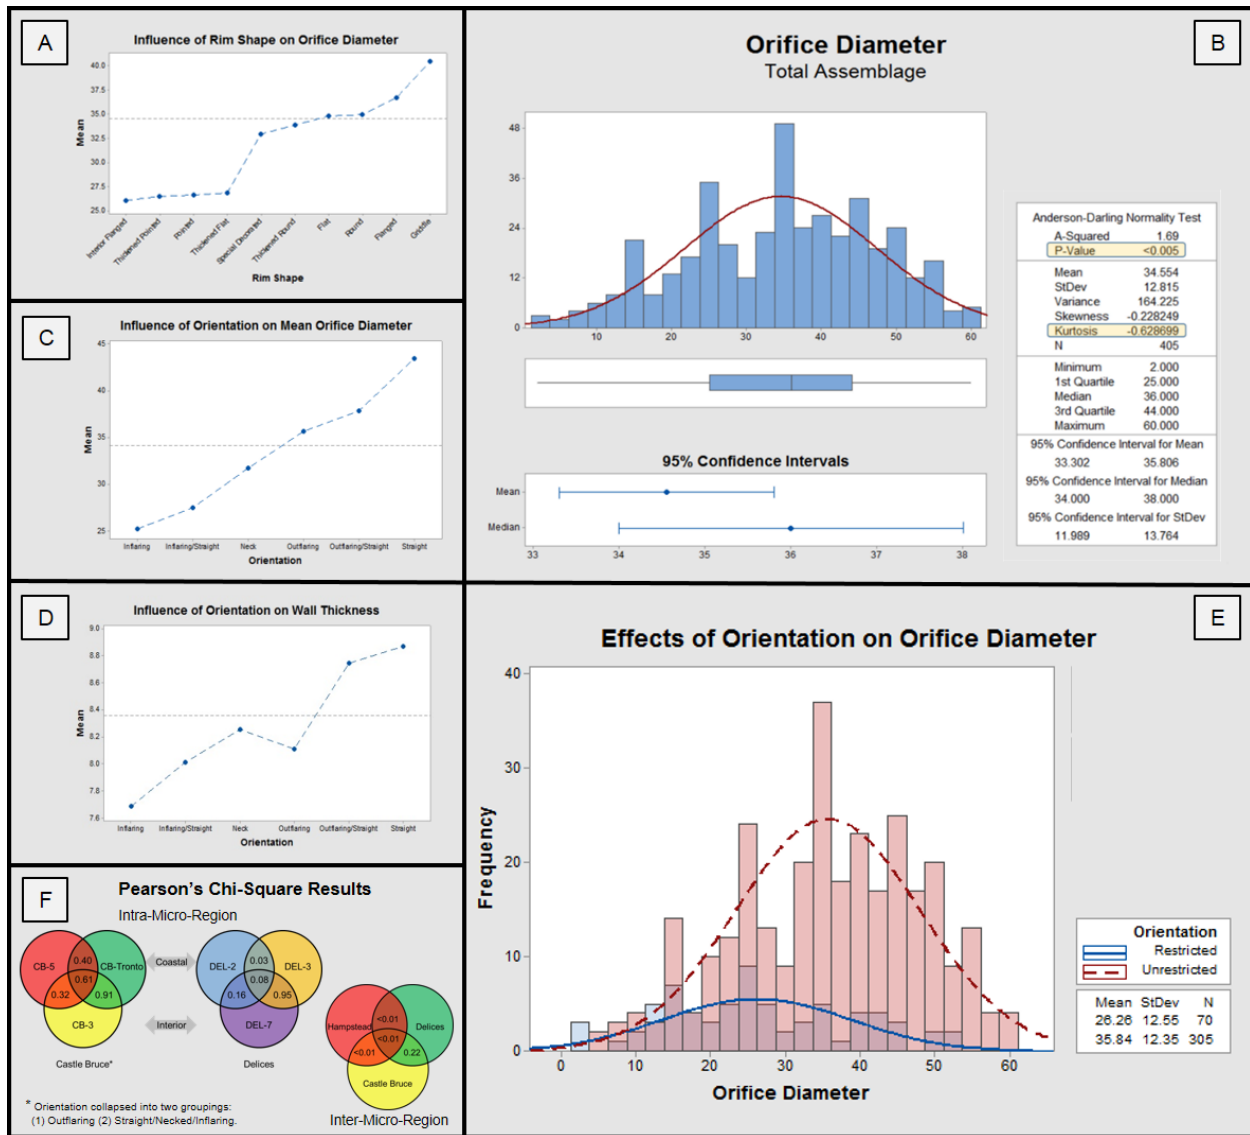 A
Influence of Rim Shape on Orifice Diameter
40.0
37.5
35.0
32.5
30.0
27.5
25.0
Mean
Interior Flanged
Thickened Pointed
Pointed
Thickened Flat
Special Decorated
Thickened Round
Flat
Round
Flanged
Griddle
Rim Shape
B
Orifice Diameter
Total Assemblage
48
36
24
12
0
10 20 30 40 50 60
Anderson-Darling Normality Test
A-Squared 1.69
P-Value <0.005
Mean 34.554
StDev 12.815
Variance 164.225
Skewness -0.228249
Kurtosis -0.628699
N 405
Minimum 2.000
1st Quartile 25.000
Median 36.000
3rd Quartile 44.000
Maximum 60.000
95% Confidence Interval for Mean
33.302 35.806
95% Confidence Interval for Median
34.000 38.000
95% Confidence Interval for StDev
11.989 13.764
95% Confidence Intervals
Mean
Median
33 34 35 36 37 38
C
Influence of Orientation on Mean Orifice Diameter
45
40
35
30
25
Mean
Inflaring Inflaring/Straight Neck Outflaring Outflaring/Straight Straight
Orientation
D
Influence of Orientation on Wall Thickness
9.0
8.8
8.6
8.4
8.2
8.0
7.8
7.6
Mean
Inflaring Inflaring/Straight Neck Outflaring Outflaring/Straight Straight
Orientation
E
Effects of Orientation on Orifice Diameter
40
30
20
10
0
Frequency
0 10 20 30 40 50 60
Orifice Diameter
Orientation
Restricted
Unrestricted
Mean StDev N
26.26 12.55 70
35.84 12.35 305
F
Pearson's Chi-Square Results
Intra-Micro-Region
CB-5 0.40 CB-Tronto
0.61
0.32 0.91
CB-3
Castle Bruce*
Coastal
Interior
DEL-2 0.03 DEL-3
0.08
0.16 0.95
DEL-7
Delices
Hampstead <0.01 Delices
<0.01
<0.01 0.22
Castle Bruce
Inter-Micro-Region
* Orientation collapsed into two groupings:
(1) Outflaring (2) Straight/Necked/Inflaring.